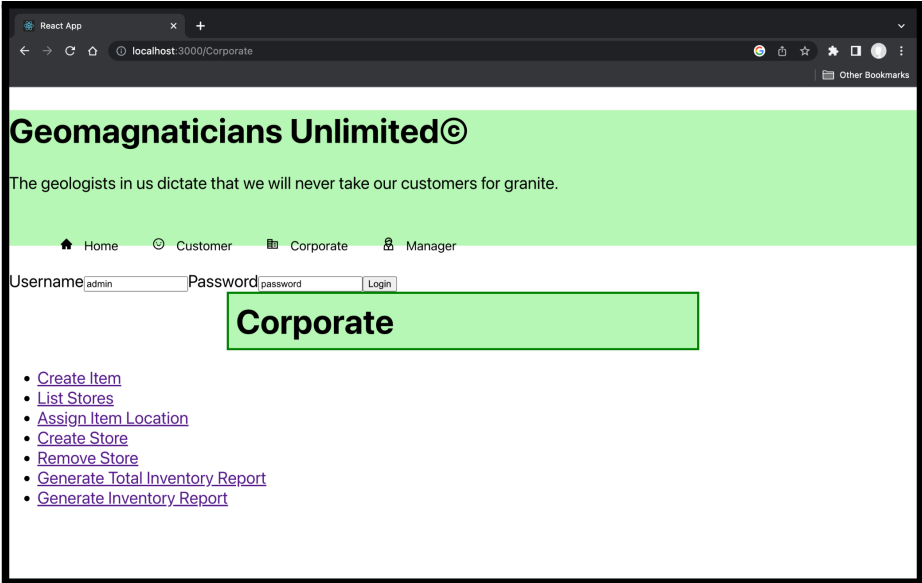 React App
localhost:3000/Corporate
Other Bookmarks
Geomagnaticians Unlimited©
The geologists in us dictate that we will never take our customers for granite.
Home Customer Corporate Manager
Username admin Password password Login
Corporate
Create Item
List Stores
Assign Item Location
Create Store
Remove Store
Generate Total Inventory Report
Generate Inventory Report